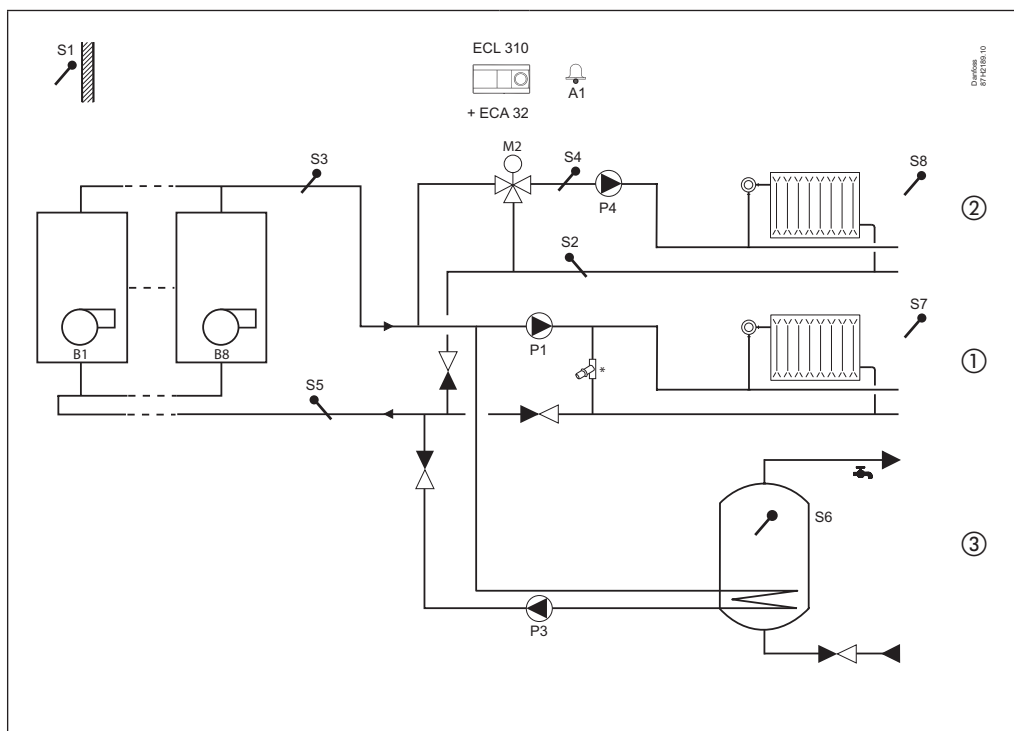 S1
ECL 310
A1
+ ECA 32
Danfoss
87H2189.10
M2
S3
S4
S8
P4
②
S2
S7
B1
B8
P1
*
①
S5
S6
③
P3